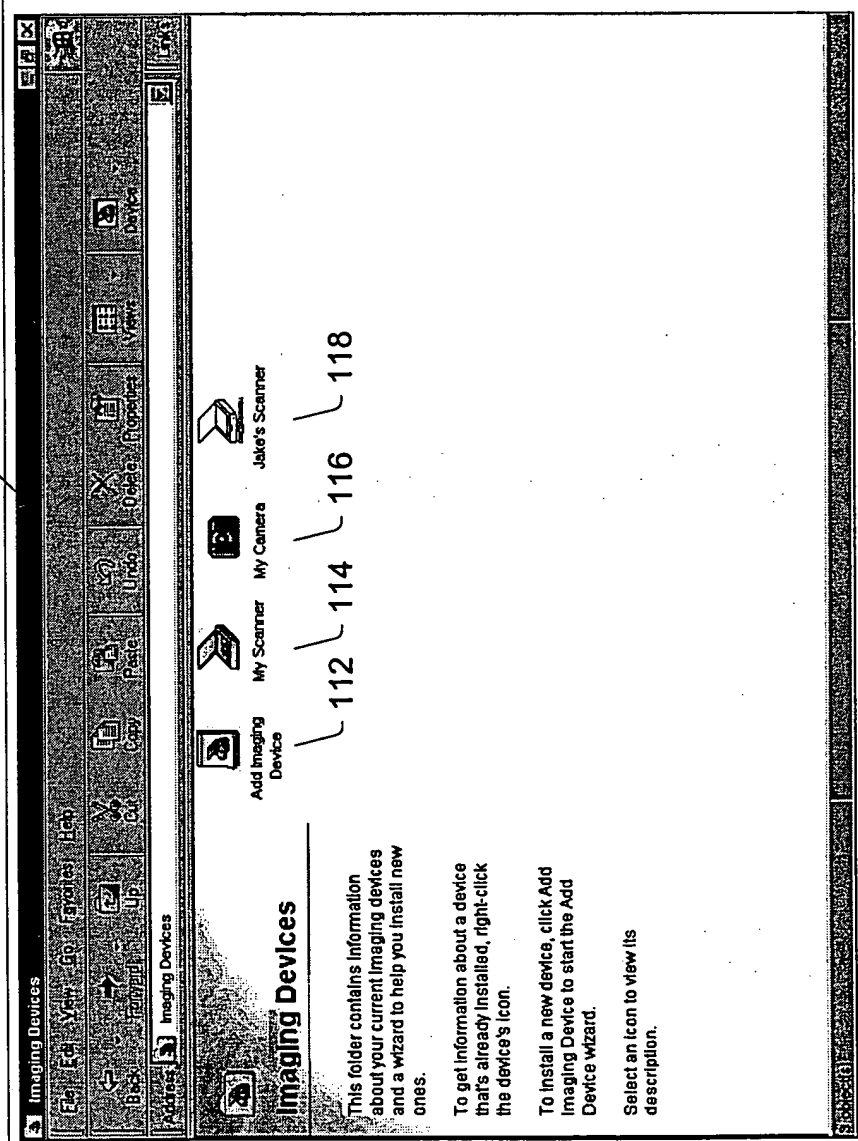 Imaging Devices
File Edit View Go Favorites Help
Back Forward Up Cut Copy Paste Undo Delete Properties Views Device
Address Imaging Devices Links
Imaging Devices
This folder contains Information
about your current Imaging devices
and a wizard to help you Install new
ones.
To get Information about a device
that's already Installed, right-click
the device's Icon.
To Install a new device, click Add
Imaging Device to start the Add
Device wizard.
Select an Icon to view Its
description.
Add Imaging
Device
My Scanner
My Camera
Jake's Scanner
112
114
116
118